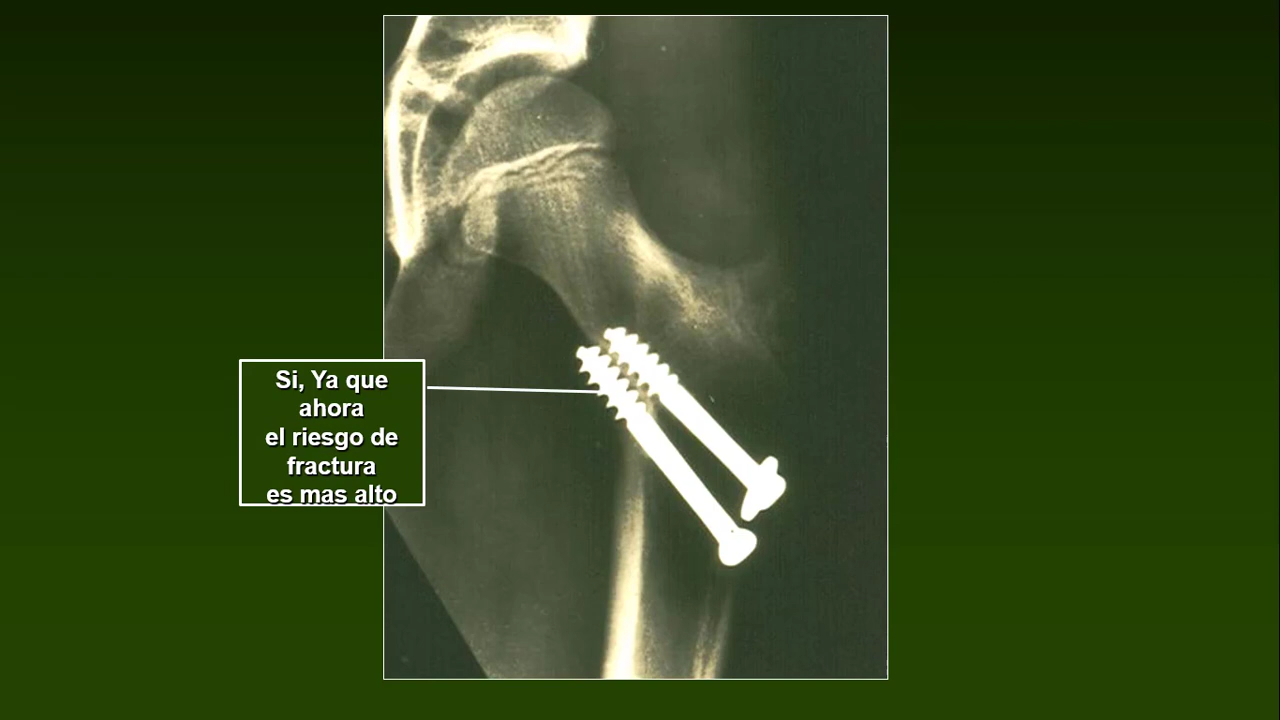 Si, Ya que
ahora
el riesgo de
fractura
es mas alto